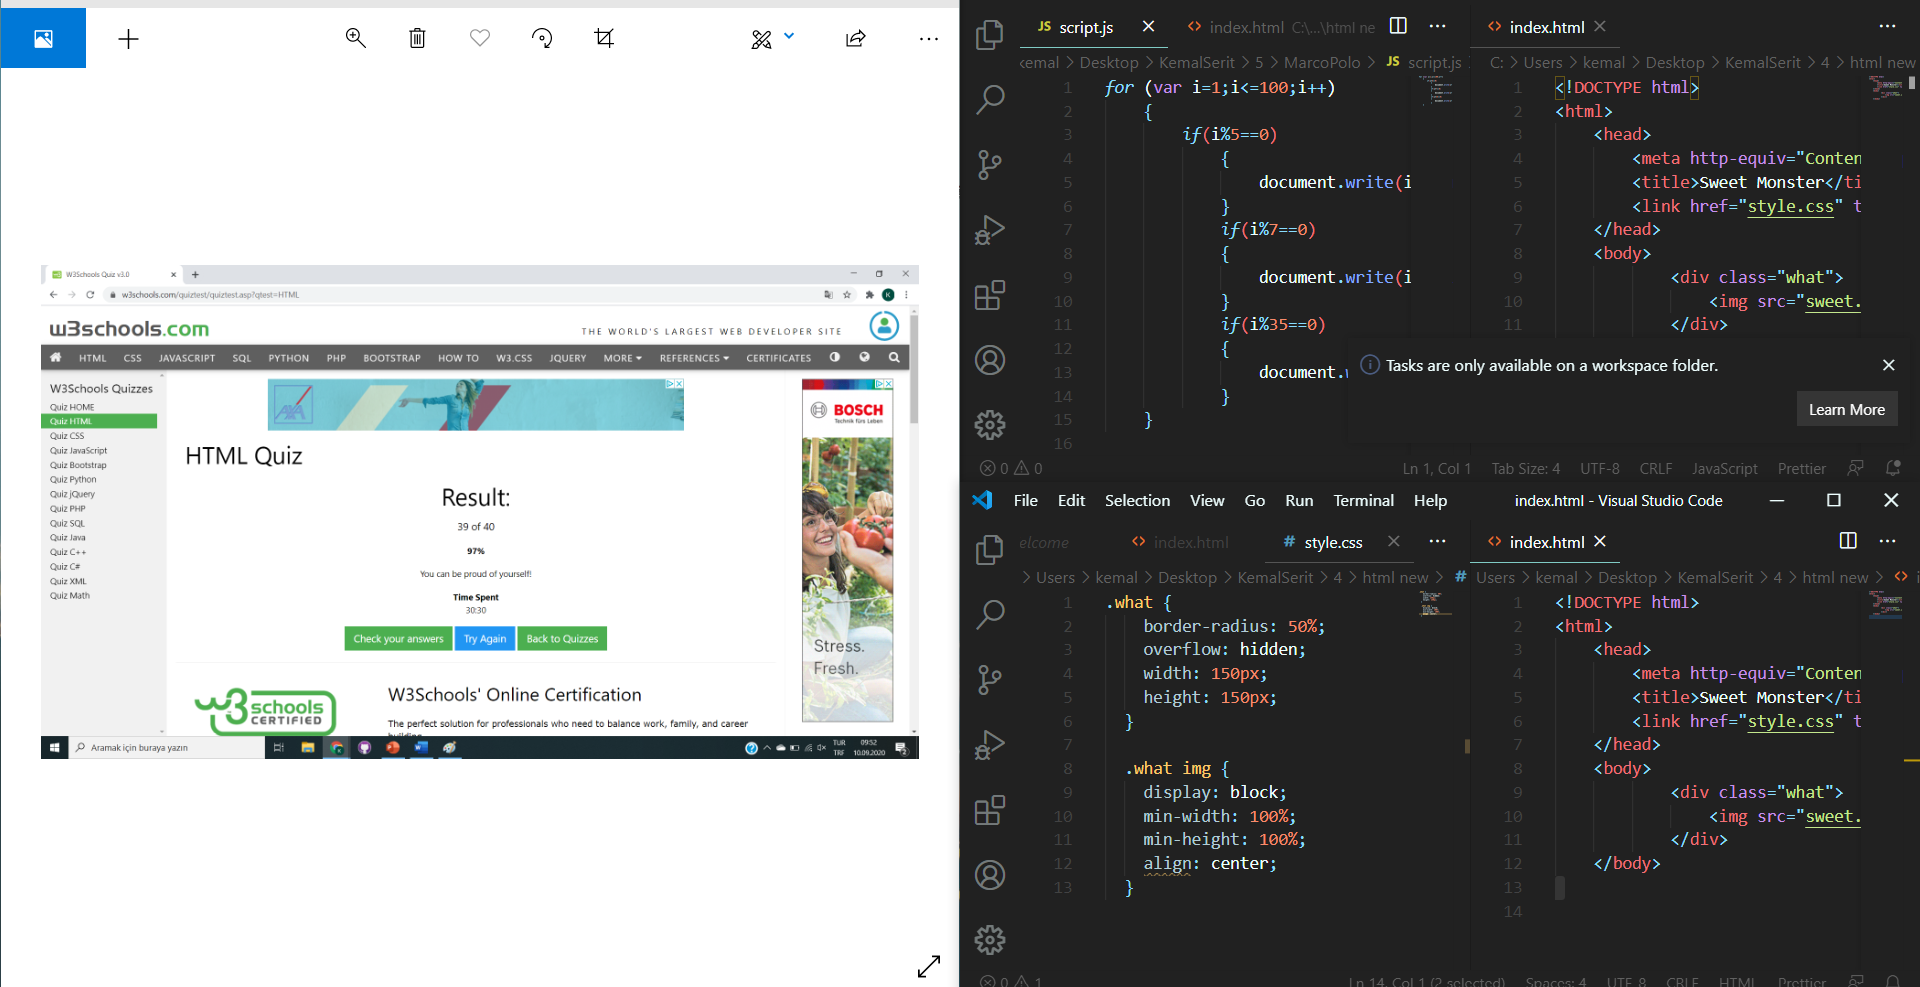 W3Schools Quiz v3.0
w3schools.com/quiztest/quiztest.asp?qtest=HTML
K
w3schools.com
THE WORLD'S LARGEST WEB DEVELOPER SITE
HTML CSS JAVASCRIPT SQL PYTHON PHP BOOTSTRAP HOW TO W3.CSS JQUERY MORE REFERENCES CERTIFICATES
W3Schools Quizzes
Quiz HOME
Quiz HTML
Quiz CSS
Quiz JavaScript
Quiz Bootstrap
Quiz Python
Quiz jQuery
Quiz PHP
Quiz SQL
Quiz Java
Quiz C++
Quiz C#
Quiz XML
Quiz Math
AXA
HTML Quiz
Result:
39 of 40
97%
You can be proud of yourself!
Time Spent
30:30
Check your answers
Try Again
Back to Quizzes
w3schools
CERTIFIED
W3Schools' Online Certification
The perfect solution for professionals who need to balance work, family, and career
building.
BOSCH
Technik fürs Leben
Stress.
Fresh.
Aramak için buraya yazın
TUR
TRF
09:52
10.09.2020
2
JS script.js
index.html C:\...\html ne
kemal > Desktop > KemalSerit > 5 > MarcoPolo > JS script.js
1 for (var i=1;i<=100;i++)
2 {
3 if(i%5==0)
4 {
5 document.write(i
6 }
7 if(i%7==0)
8 {
9 document.write(i
10 }
11 if(i%35==0)
12 {
13 document.w
14 }
15 }
16
index.html
C: > Users > kemal > Desktop > KemalSerit > 4 > html new
1 <!DOCTYPE html>
2 <html>
3 <head>
4 <meta http-equiv="Conten
5 <title>Sweet Monster</ti
6 <link href="style.css" t
7 </head>
8 <body>
9 <div class="what">
10 <img src="sweet.
11 </div>
Tasks are only available on a workspace folder.
Learn More
0 0
Ln 1, Col 1 Tab Size: 4 UTF-8 CRLF JavaScript Prettier
File Edit Selection View Go Run Terminal Help
index.html - Visual Studio Code
elcome
index.html
# style.css
> Users > kemal > Desktop > KemalSerit > 4 > html new > #
1 .what {
2 border-radius: 50%;
3 overflow: hidden;
4 width: 150px;
5 height: 150px;
6 }
7
8 .what img {
9 display: block;
10 min-width: 100%;
11 min-height: 100%;
12 align: center;
13 }
index.html
Users > kemal > Desktop > KemalSerit > 4 > html new > <> i
1 <!DOCTYPE html>
2 <html>
3 <head>
4 <meta http-equiv="Conten
5 <title>Sweet Monster</ti
6 <link href="style.css" t
7 </head>
8 <body>
9 <div class="what">
10 <img src="sweet.
11 </div>
12 </body>
13
14
0 1
Ln 14, Col 1 (2 selected) Spaces: 4 UTF-8 CRLF HTML Prettier